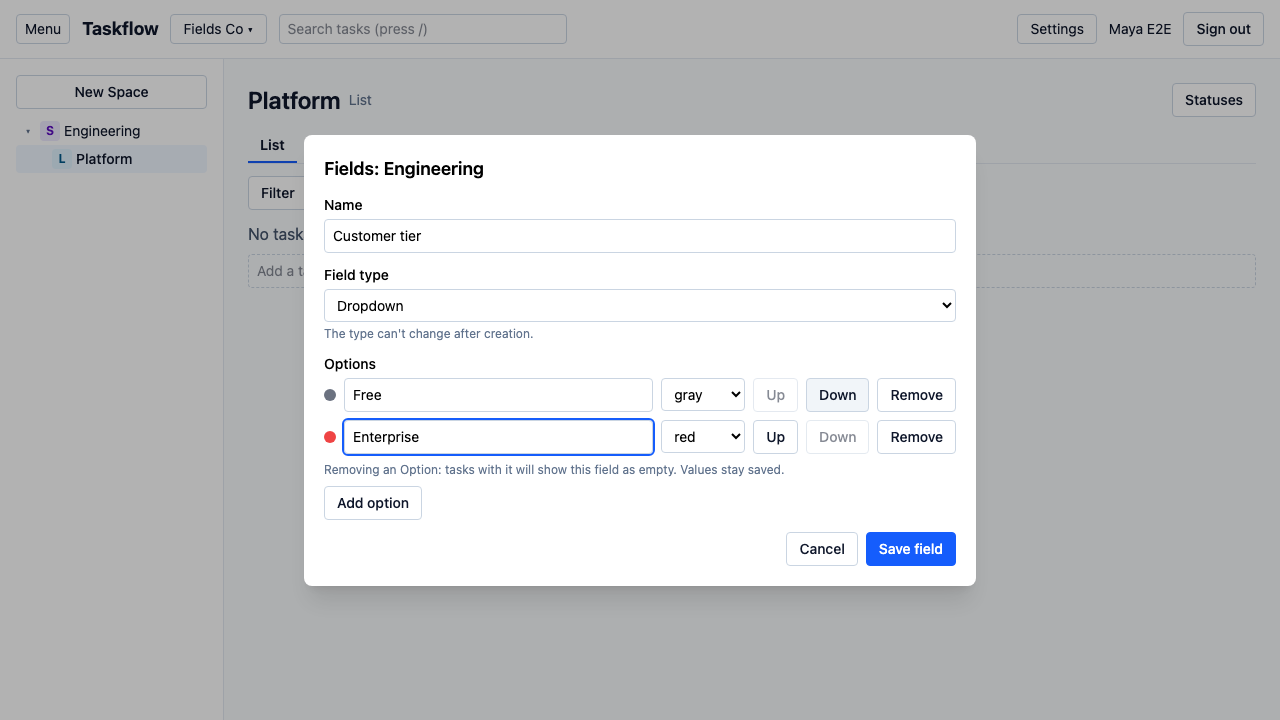 Menu Taskflow Fields Co ▾ Search tasks (press /) Settings Maya E2E Sign out
New Space
▾ S Engineering
L Platform
Platform List Statuses
List
Filter
No task
Add a t
Fields: Engineering
Name
Customer tier
Field type
Dropdown
The type can't change after creation.
Options
Free gray Up Down Remove
Enterprise red Up Down Remove
Removing an Option: tasks with it will show this field as empty. Values stay saved.
Add option
Cancel Save field